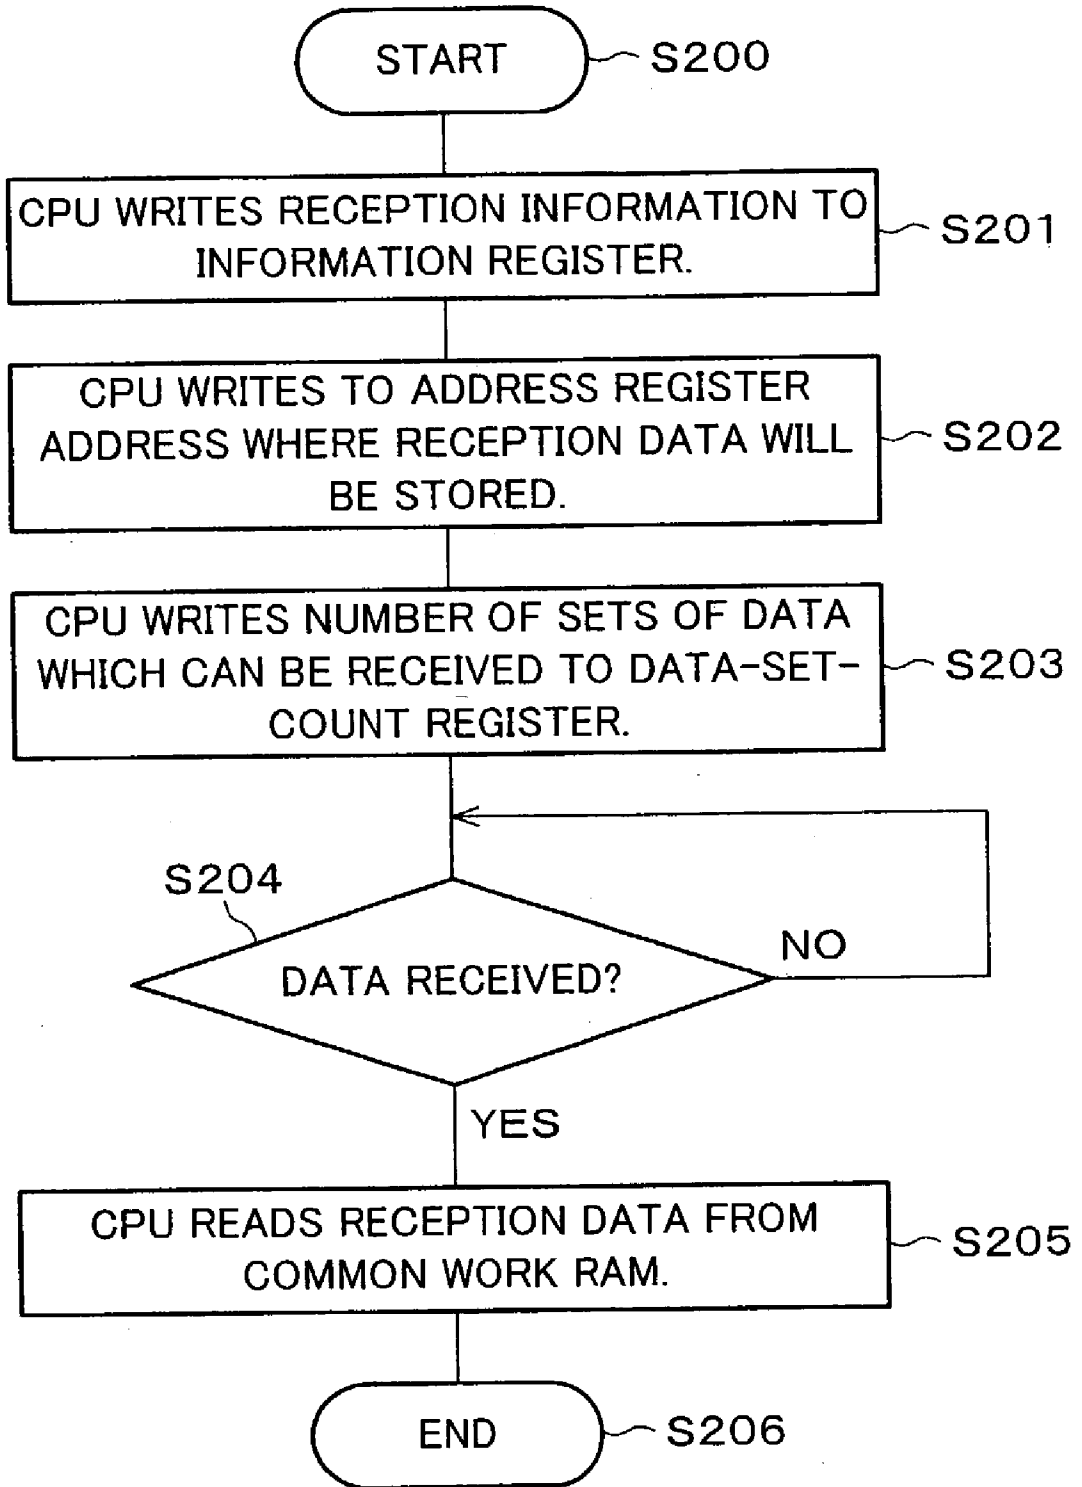 START
S200
CPU WRITES RECEPTION INFORMATION TO
INFORMATION REGISTER.
S201
CPU WRITES TO ADDRESS REGISTER
ADDRESS WHERE RECEPTION DATA WILL
BE STORED.
S202
CPU WRITES NUMBER OF SETS OF DATA
WHICH CAN BE RECEIVED TO DATA-SET-
COUNT REGISTER.
S203
S204
DATA RECEIVED?
NO
YES
CPU READS RECEPTION DATA FROM
COMMON WORK RAM.
S205
END
S206